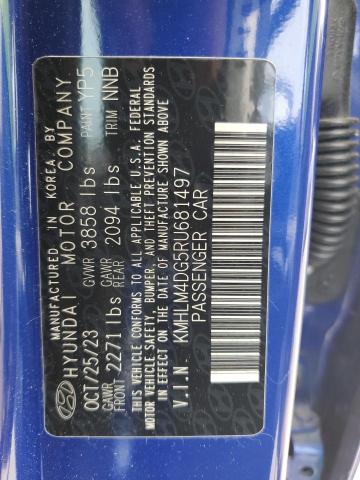 MANUFACTURED IN KOREA. BY
HYUNDAI MOTOR COMPANY
OCT/25/23 GVWR 3858 lbs PAINT YP5
GAWR FRONT 2271 lbs GAWR REAR 2094 lbs TRIM NNB
THIS VEHICLE CONFORMS TO ALL APPLICABLE U.S.A. FEDERAL
MOTOR VEHICLE SAFETY, BUMPER, AND THEFT PREVENTION STANDARDS
IN EFFECT ON THE DATE OF MANUFACTURE SHOWN ABOVE
V.I.N. KMHLM4DG5RU681497
PASSENGER CAR